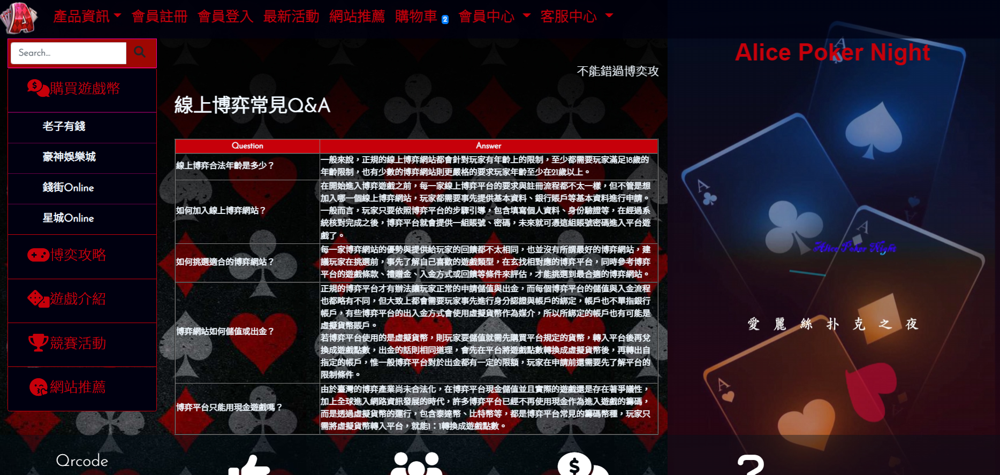 產品資訊 會員註冊 會員登入 最新活動 網站推薦 購物車 2 會員中心 客服中心
Search...
購買遊戲幣
老子有錢
豪神娛樂城
錢街Online
星城Online
博奕攻略
遊戲介紹
競賽活動
網站推薦
不能錯過博奕攻
線上博弈常見Q&A
Question Answer
線上博弈合法年齡是多少？
一般來說，正規的線上博弈網站都會針對玩家有年齡上的限制，至少都需要玩家滿足18歲的
年齡限制，也有少數的博弈網站則更嚴格的要求玩家年齡至少在21歲以上。
如何加入線上博弈網站？
在開始進入博弈遊戲之前，每一家線上博弈平台的要求與註冊流程都不太一樣，但不管是想
加入哪一個線上博弈網站，玩家都需要事先提供基本資料、銀行賬戶等基本資料進行申請。
一般而言，玩家只要依照博弈平台的步驟引導，包含填寫個人資料、身份驗證等，在經過系
統核對完成之後，博弈平台就會提供一組賬號、密碼，未來就可憑這組賬號密碼進入平台遊
戲了。
如何挑選適合的博弈網站？
每一家博弈網站的優勢與提供給玩家的回饋都不太相同，也並沒有所謂最好的博弈網站，建
議玩家在挑選前，事先了解自己喜歡的遊戲類型，在玄找相對應的博弈平台，同時參考博弈
平台的遊戲條款、禮贈金、入金方式或回饋等條件來評估，才能挑選到最合適的博弈網站。
博弈網站如何儲值或出金？
正規的博弈平台才有辦法讓玩家正常的申請儲值與出金，而每個博弈平台的儲值與入金流程
也都略有不同，但大致上都會需要玩家事先進行身分認證與帳戶的綁定，帳戶也不單指銀行
帳戶，有些博弈平台的出入金方式會使用虛擬貨幣作為媒介，所以所綁定的帳戶也有可能是
虛擬貨幣賬戶。
若博弈平台使用的是虛擬貨幣，則玩家要儲值就需先購買平台規定的貨幣，轉入平台後再兌
換成遊戲點數，出金的話則相同道理，會先在平台將遊戲點數轉換成虛擬貨幣後，再轉出自
指定的帳戶，惟一般博弈平台對於出金都有一定的限額，玩家在申請前還需要先了解平台的
限制條件。
博弈平台只能用現金遊戲嗎？
由於臺灣的博弈產業尚未合法化，在博弈平台現金儲值並且實際的遊戲還是存在著爭議性，
加上全球進入網路資訊發展的時代，許多博弈平台已經不再使用現金作為進入遊戲的籌碼，
而是透過虛擬貨幣的運行，包含泰達幣、比特幣等，都是博弈平台常見的籌碼幣種，玩家只
需將虛擬貨幣轉入平台，就能1：1轉換成遊戲點數。
Alice Poker Night
Alice Poker Night
愛麗絲扑克之夜
Qrcode